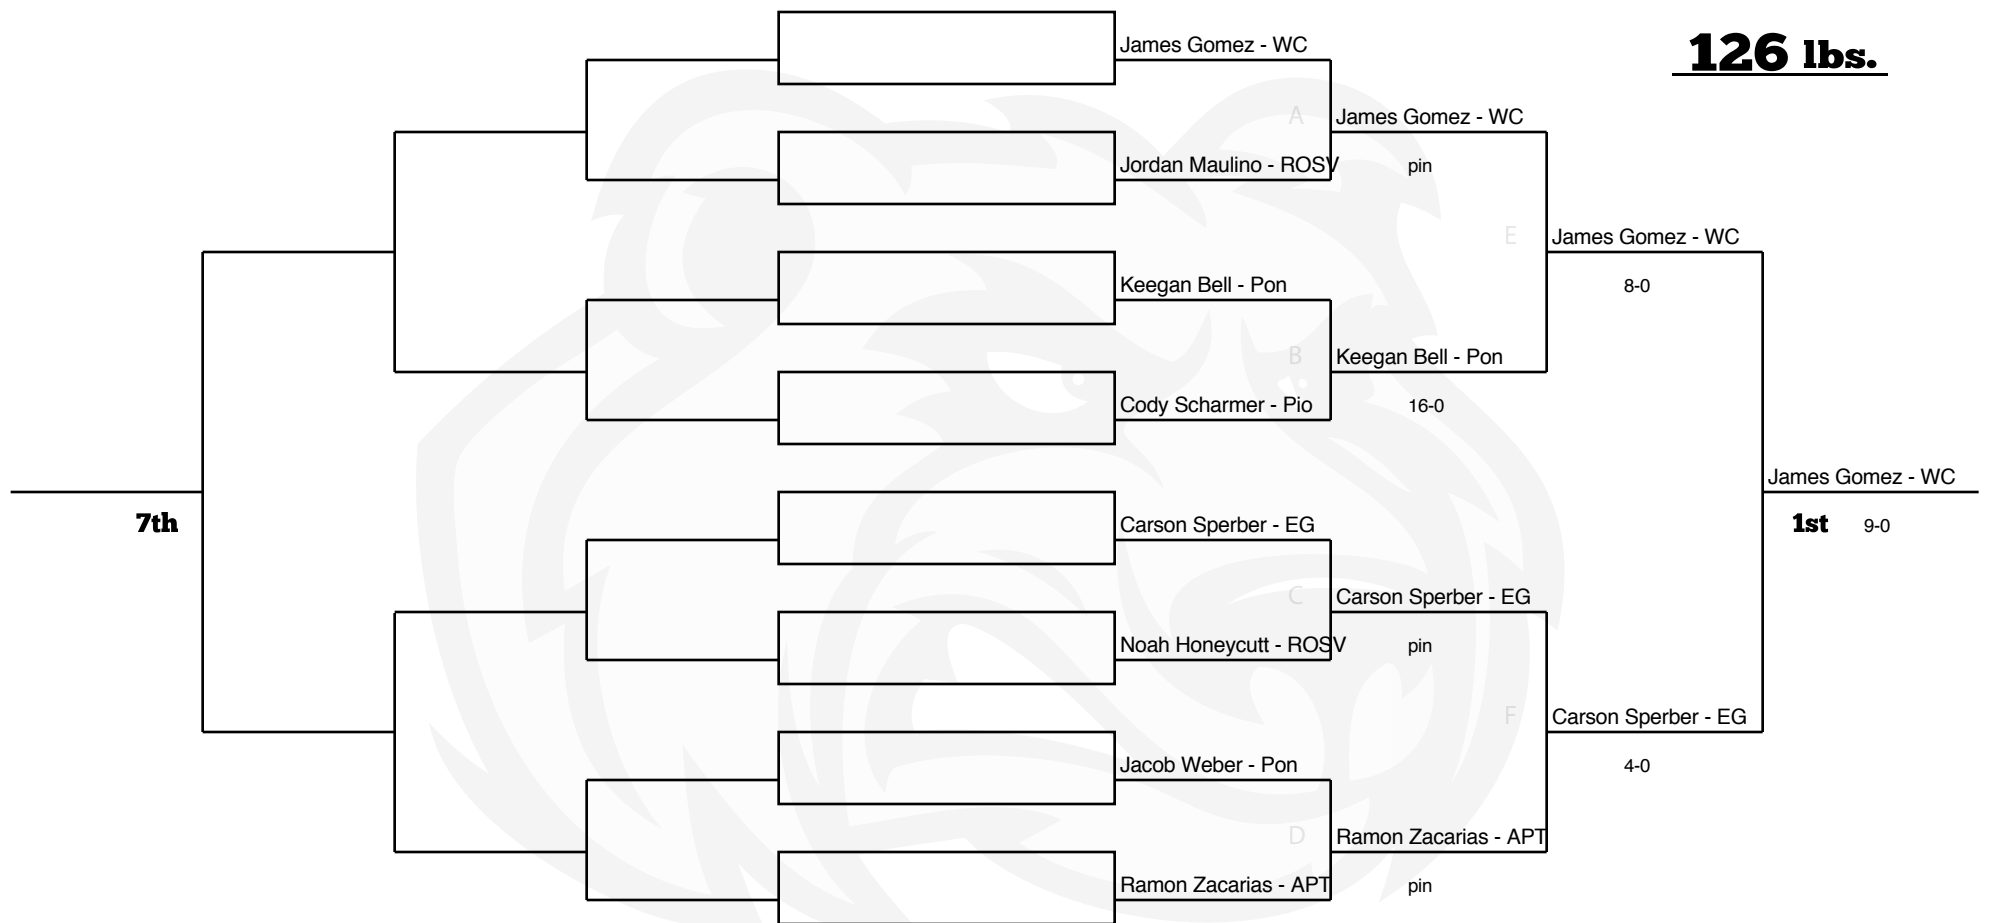 James Gomez - WC
126 lbs.
A
James Gomez - WC
Jordan Maulino - ROSV
pin
E
James Gomez - WC
Keegan Bell - Pon
8-0
B
Keegan Bell - Pon
Cody Scharmer - Pio
16-0
James Gomez - WC
7th
Carson Sperber - EG
1st 9-0
C
Carson Sperber - EG
Noah Honeycutt - ROSV
pin
F
Carson Sperber - EG
Jacob Weber - Pon
4-0
D
Ramon Zacarias - APT
Ramon Zacarias - APT
pin